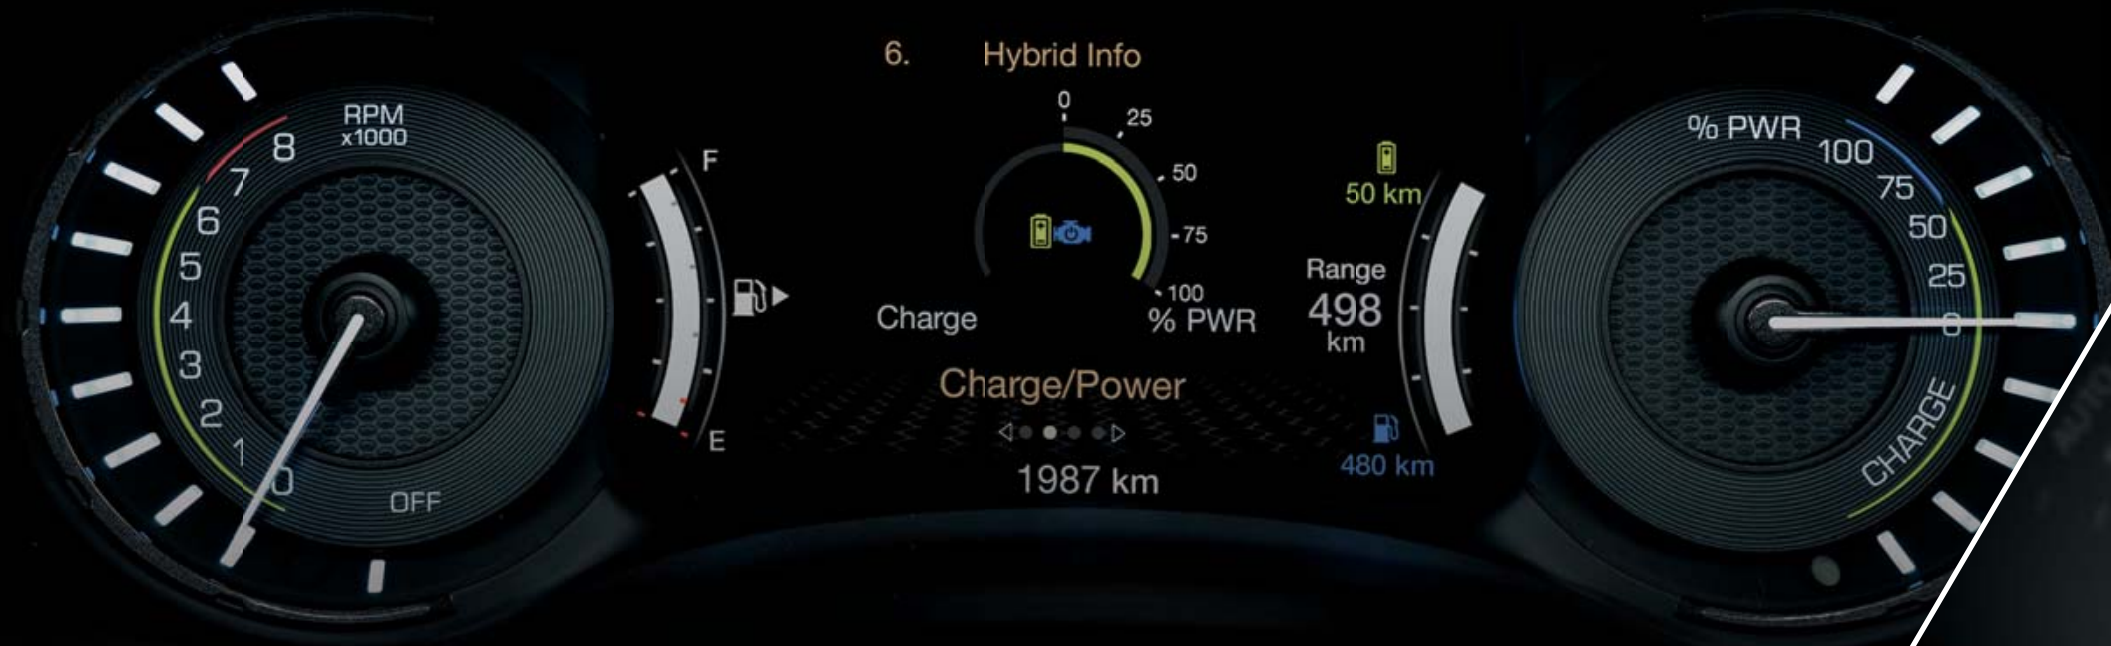 RPM
x1000
8
7
6
5
4
3
2
1
0
OFF
F
E
6. Hybrid Info
0
25
50
75
100
% PWR
Charge
Charge/Power
1987 km
50 km
Range
498
km
480 km
% PWR
100
75
50
25
0
CHARGE